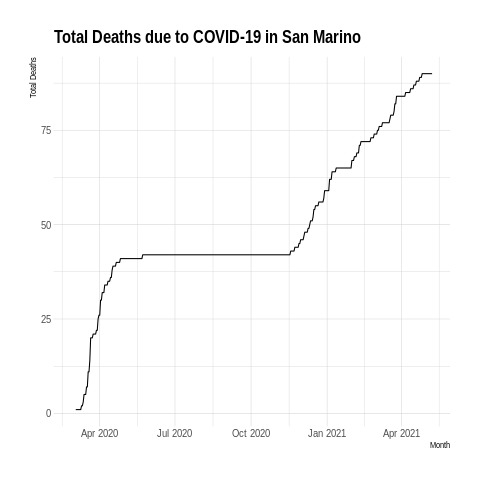 Total Deaths due to COVID-19 in San Marino
Total Deaths
75
50
25
0
Apr 2020 Jul 2020 Oct 2020 Jan 2021 Apr 2021
Month